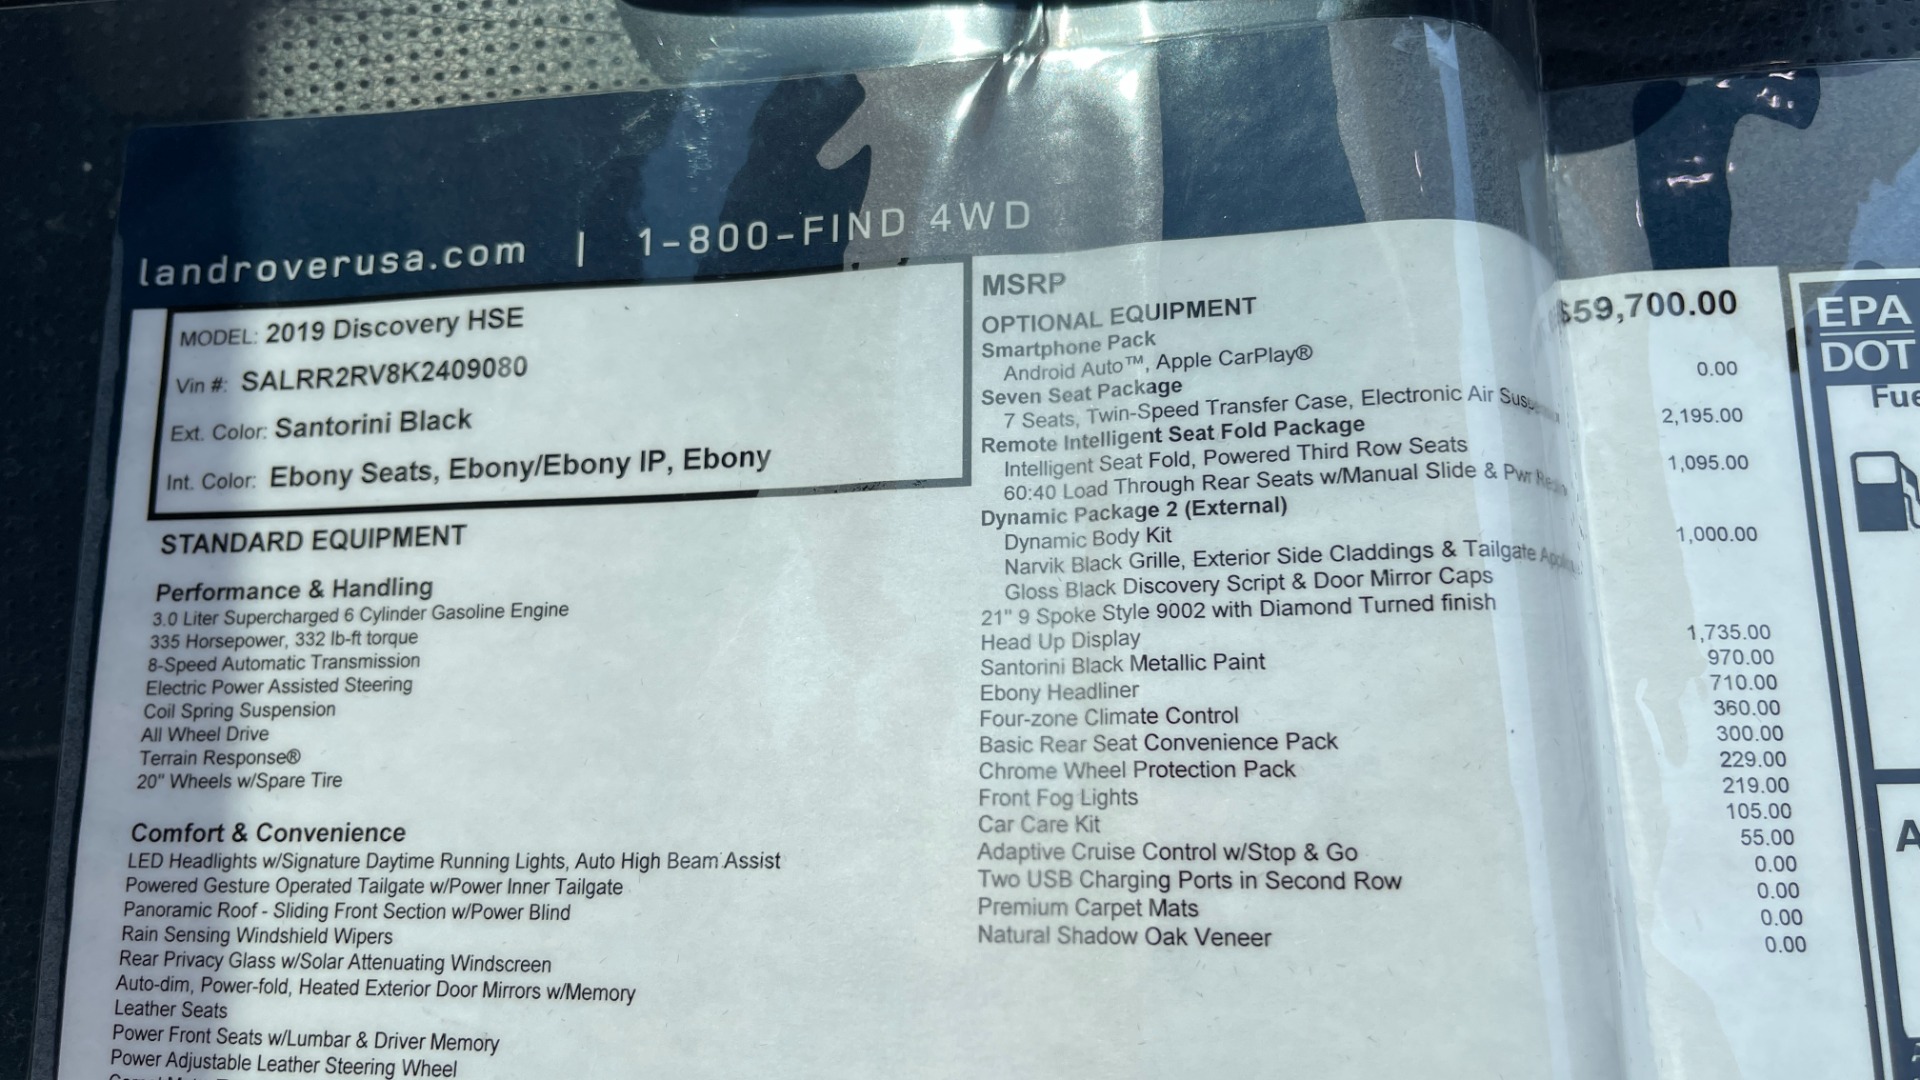 landroverusa.com | 1-800-FIND 4WD
MODEL: 2019 Discovery HSE
Vin #: SALRR2RV8K2409080
Ext. Color: Santorini Black
Int. Color: Ebony Seats, Ebony/Ebony IP, Ebony
STANDARD EQUIPMENT
Performance & Handling
3.0 Liter Supercharged 6 Cylinder Gasoline Engine
335 Horsepower, 332 lb-ft torque
8-Speed Automatic Transmission
Electric Power Assisted Steering
Coil Spring Suspension
All Wheel Drive
Terrain Response®
20" Wheels w/Spare Tire
Comfort & Convenience
LED Headlights w/Signature Daytime Running Lights, Auto High Beam Assist
Powered Gesture Operated Tailgate w/Power Inner Tailgate
Panoramic Roof - Sliding Front Section w/Power Blind
Rain Sensing Windshield Wipers
Rear Privacy Glass w/Solar Attenuating Windscreen
Auto-dim, Power-fold, Heated Exterior Door Mirrors w/Memory
Leather Seats
Power Front Seats w/Lumbar & Driver Memory
Power Adjustable Leather Steering Wheel
MSRP $59,700.00
OPTIONAL EQUIPMENT
Smartphone Pack 0.00
Android Auto™, Apple CarPlay®
Seven Seat Package 2,195.00
7 Seats, Twin-Speed Transfer Case, Electronic Air
Remote Intelligent Seat Fold Package 1,095.00
Intelligent Seat Fold, Powered Third Row Seats
60:40 Load Through Rear Seats w/Manual Slide & Pwr
Dynamic Package 2 (External) 1,000.00
Dynamic Body Kit
Narvik Black Grille, Exterior Side Claddings & Tailgate
Gloss Black Discovery Script & Door Mirror Caps
21" 9 Spoke Style 9002 with Diamond Turned finish 1,735.00
Head Up Display 970.00
Santorini Black Metallic Paint 710.00
Ebony Headliner 360.00
Four-zone Climate Control 300.00
Basic Rear Seat Convenience Pack 229.00
Chrome Wheel Protection Pack 219.00
Front Fog Lights 105.00
Car Care Kit 55.00
Adaptive Cruise Control w/Stop & Go 0.00
Two USB Charging Ports in Second Row 0.00
Premium Carpet Mats 0.00
Natural Shadow Oak Veneer 0.00
EPA
DOT
Fue
A